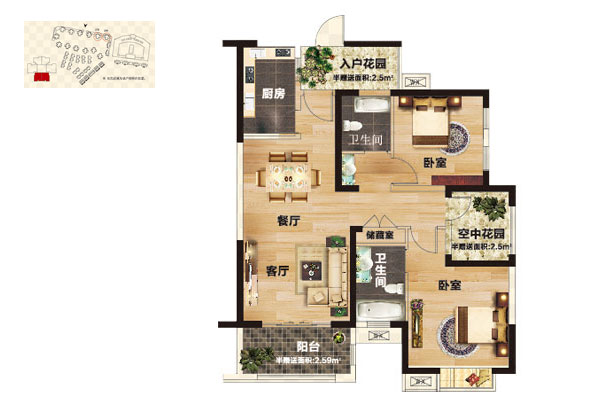 入户花园
半赠送面积:2.5m²
厨房
卫生间
卧室
餐厅
储藏室
空中花园
半赠送面积:2.5m²
客厅
卫生间
卧室
阳台
半赠送面积:2.59m²